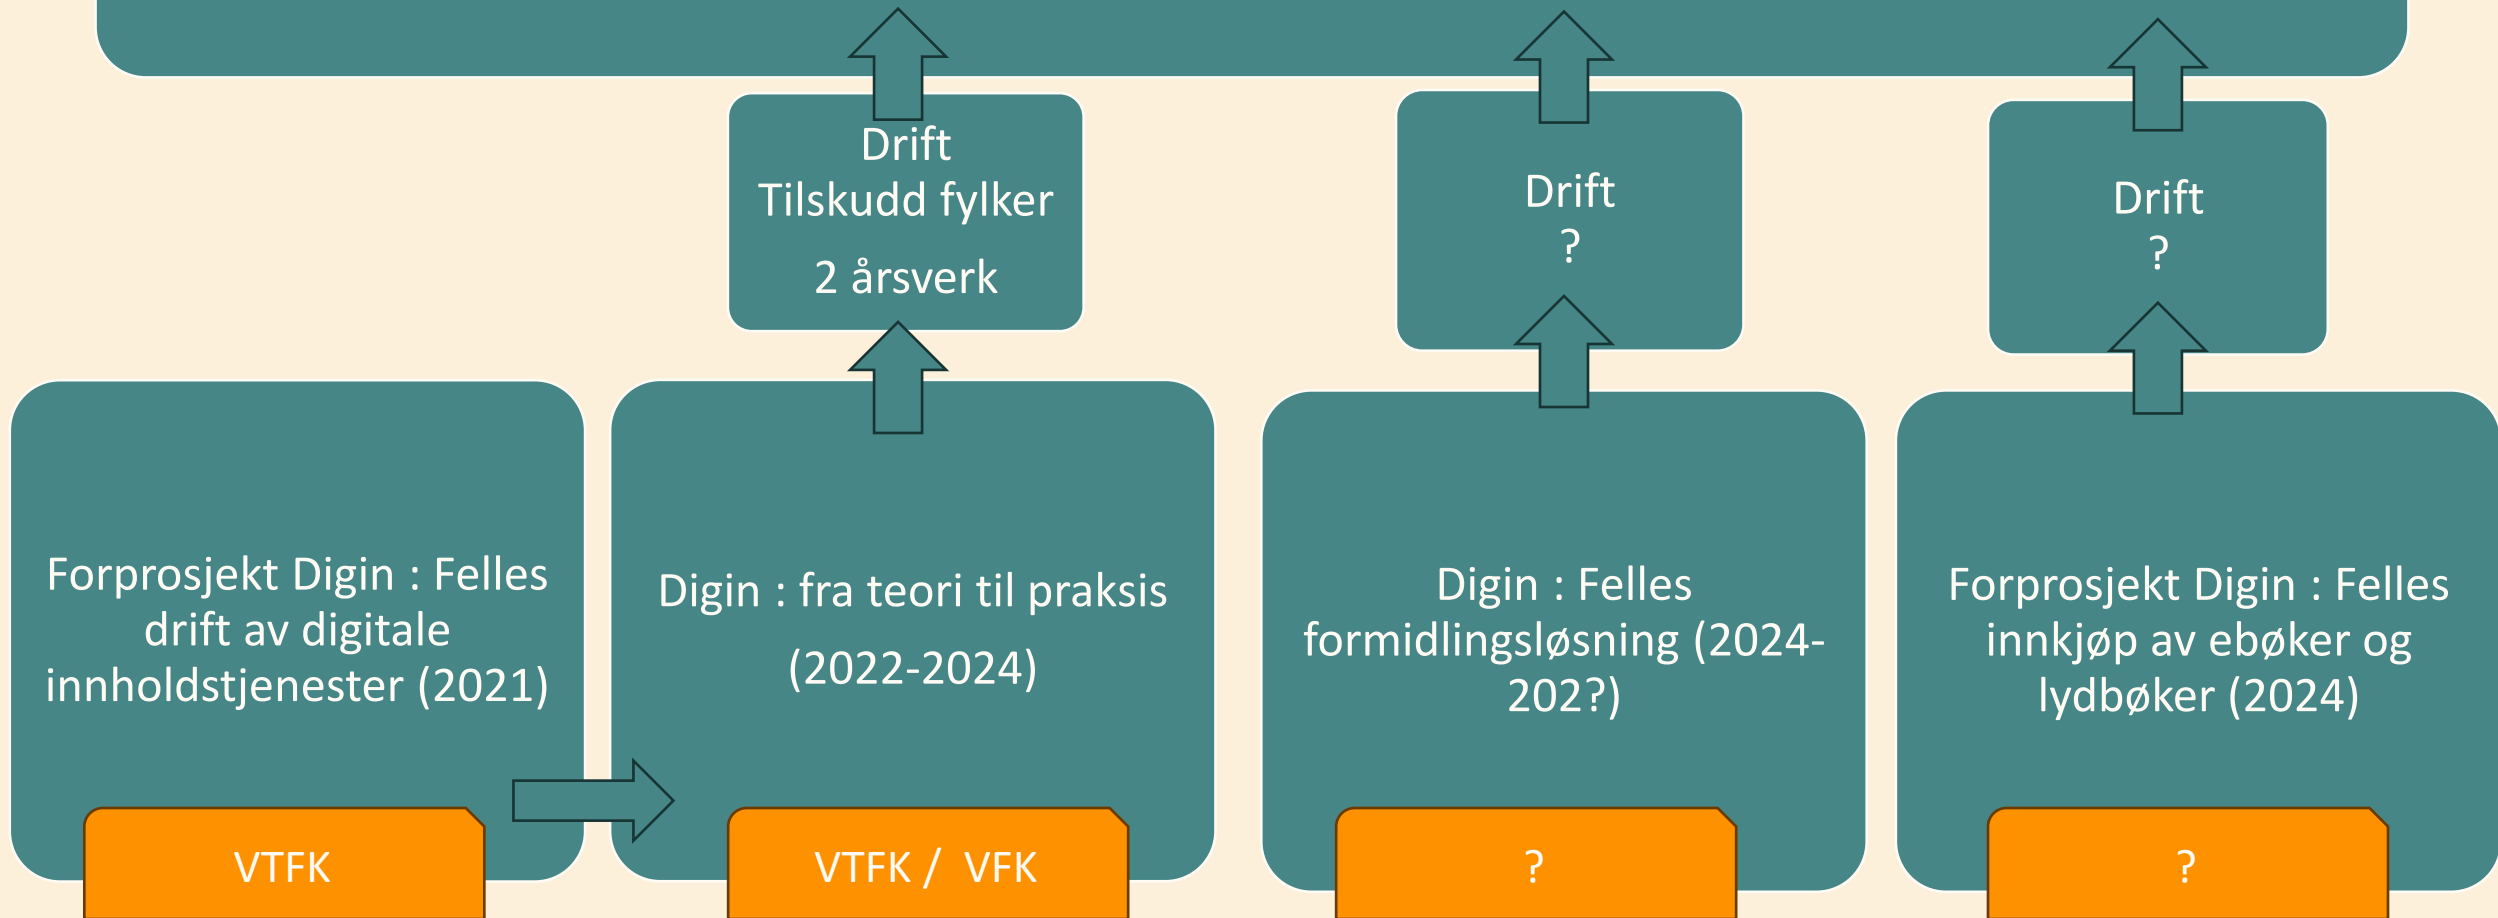 Drift
Tilskudd fylker
2 årsverk
Drift
?
Drift
?
Forprosjekt Digin : Felles
drift av digitale
innholdstjenester (2021)
Digin : fra teori til praksis
(2022-2024)
Digin : Felles
formidlingsløsning (2024-
202?)
Forprosjekt Digin : Felles
innkjøp av ebøker og
lydbøker (2024)
VTFK
VTFK/ VFK
?
?